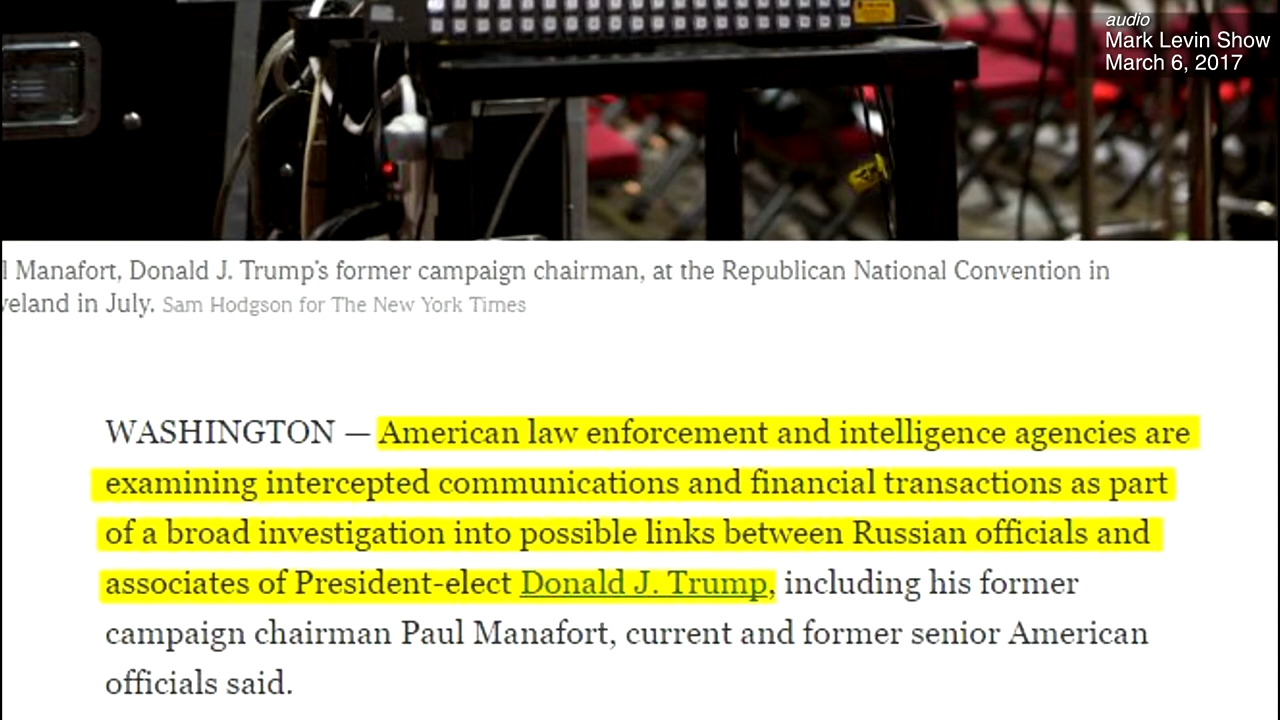 audio
Mark Levin Show
March 6, 2017
l Manafort, Donald J. Trump's former campaign chairman, at the Republican National Convention in
veland in July. Sam Hodgson for The New York Times
WASHINGTON — American law enforcement and intelligence agencies are
examining intercepted communications and financial transactions as part
of a broad investigation into possible links between Russian officials and
associates of President-elect Donald J. Trump, including his former
campaign chairman Paul Manafort, current and former senior American
officials said.